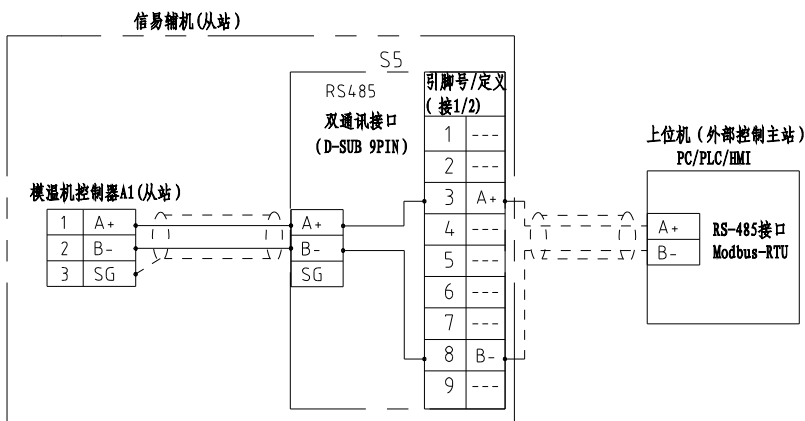 信易辅机(从站)
S5
RS485
双通讯接口
(D-SUB 9PIN)
引脚号/定义
(接1/2)
1 ---
2 ---
3 A+
4 ---
5 ---
6 ---
7 ---
8 B-
9 ---
模温机控制器A1(从站)
1 A+
2 B-
3 SG
A+
B-
SG
上位机(外部控制主站)
PC/PLC/HMI
A+
B-
RS-485接口
Modbus-RTU